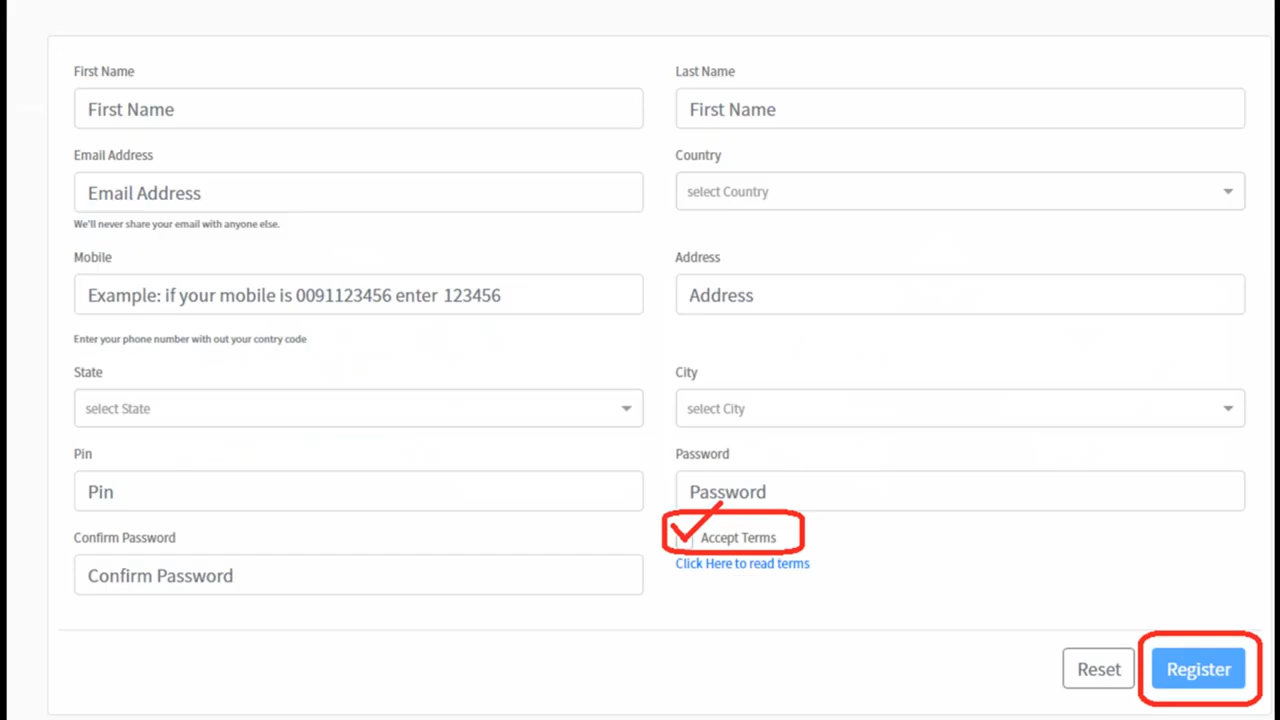 First Name
Last Name
First Name
First Name
Email Address
Country
Email Address
select Country
We'll never share your email with anyone else.
Mobile
Address
Example: if your mobile is 0091123456 enter 123456
Address
Enter your phone number with out your contry code
State
City
select State
select City
Pin
Password
Pin
Password
Confirm Password
Accept Terms
Confirm Password
Click Here to read terms
Reset
Register